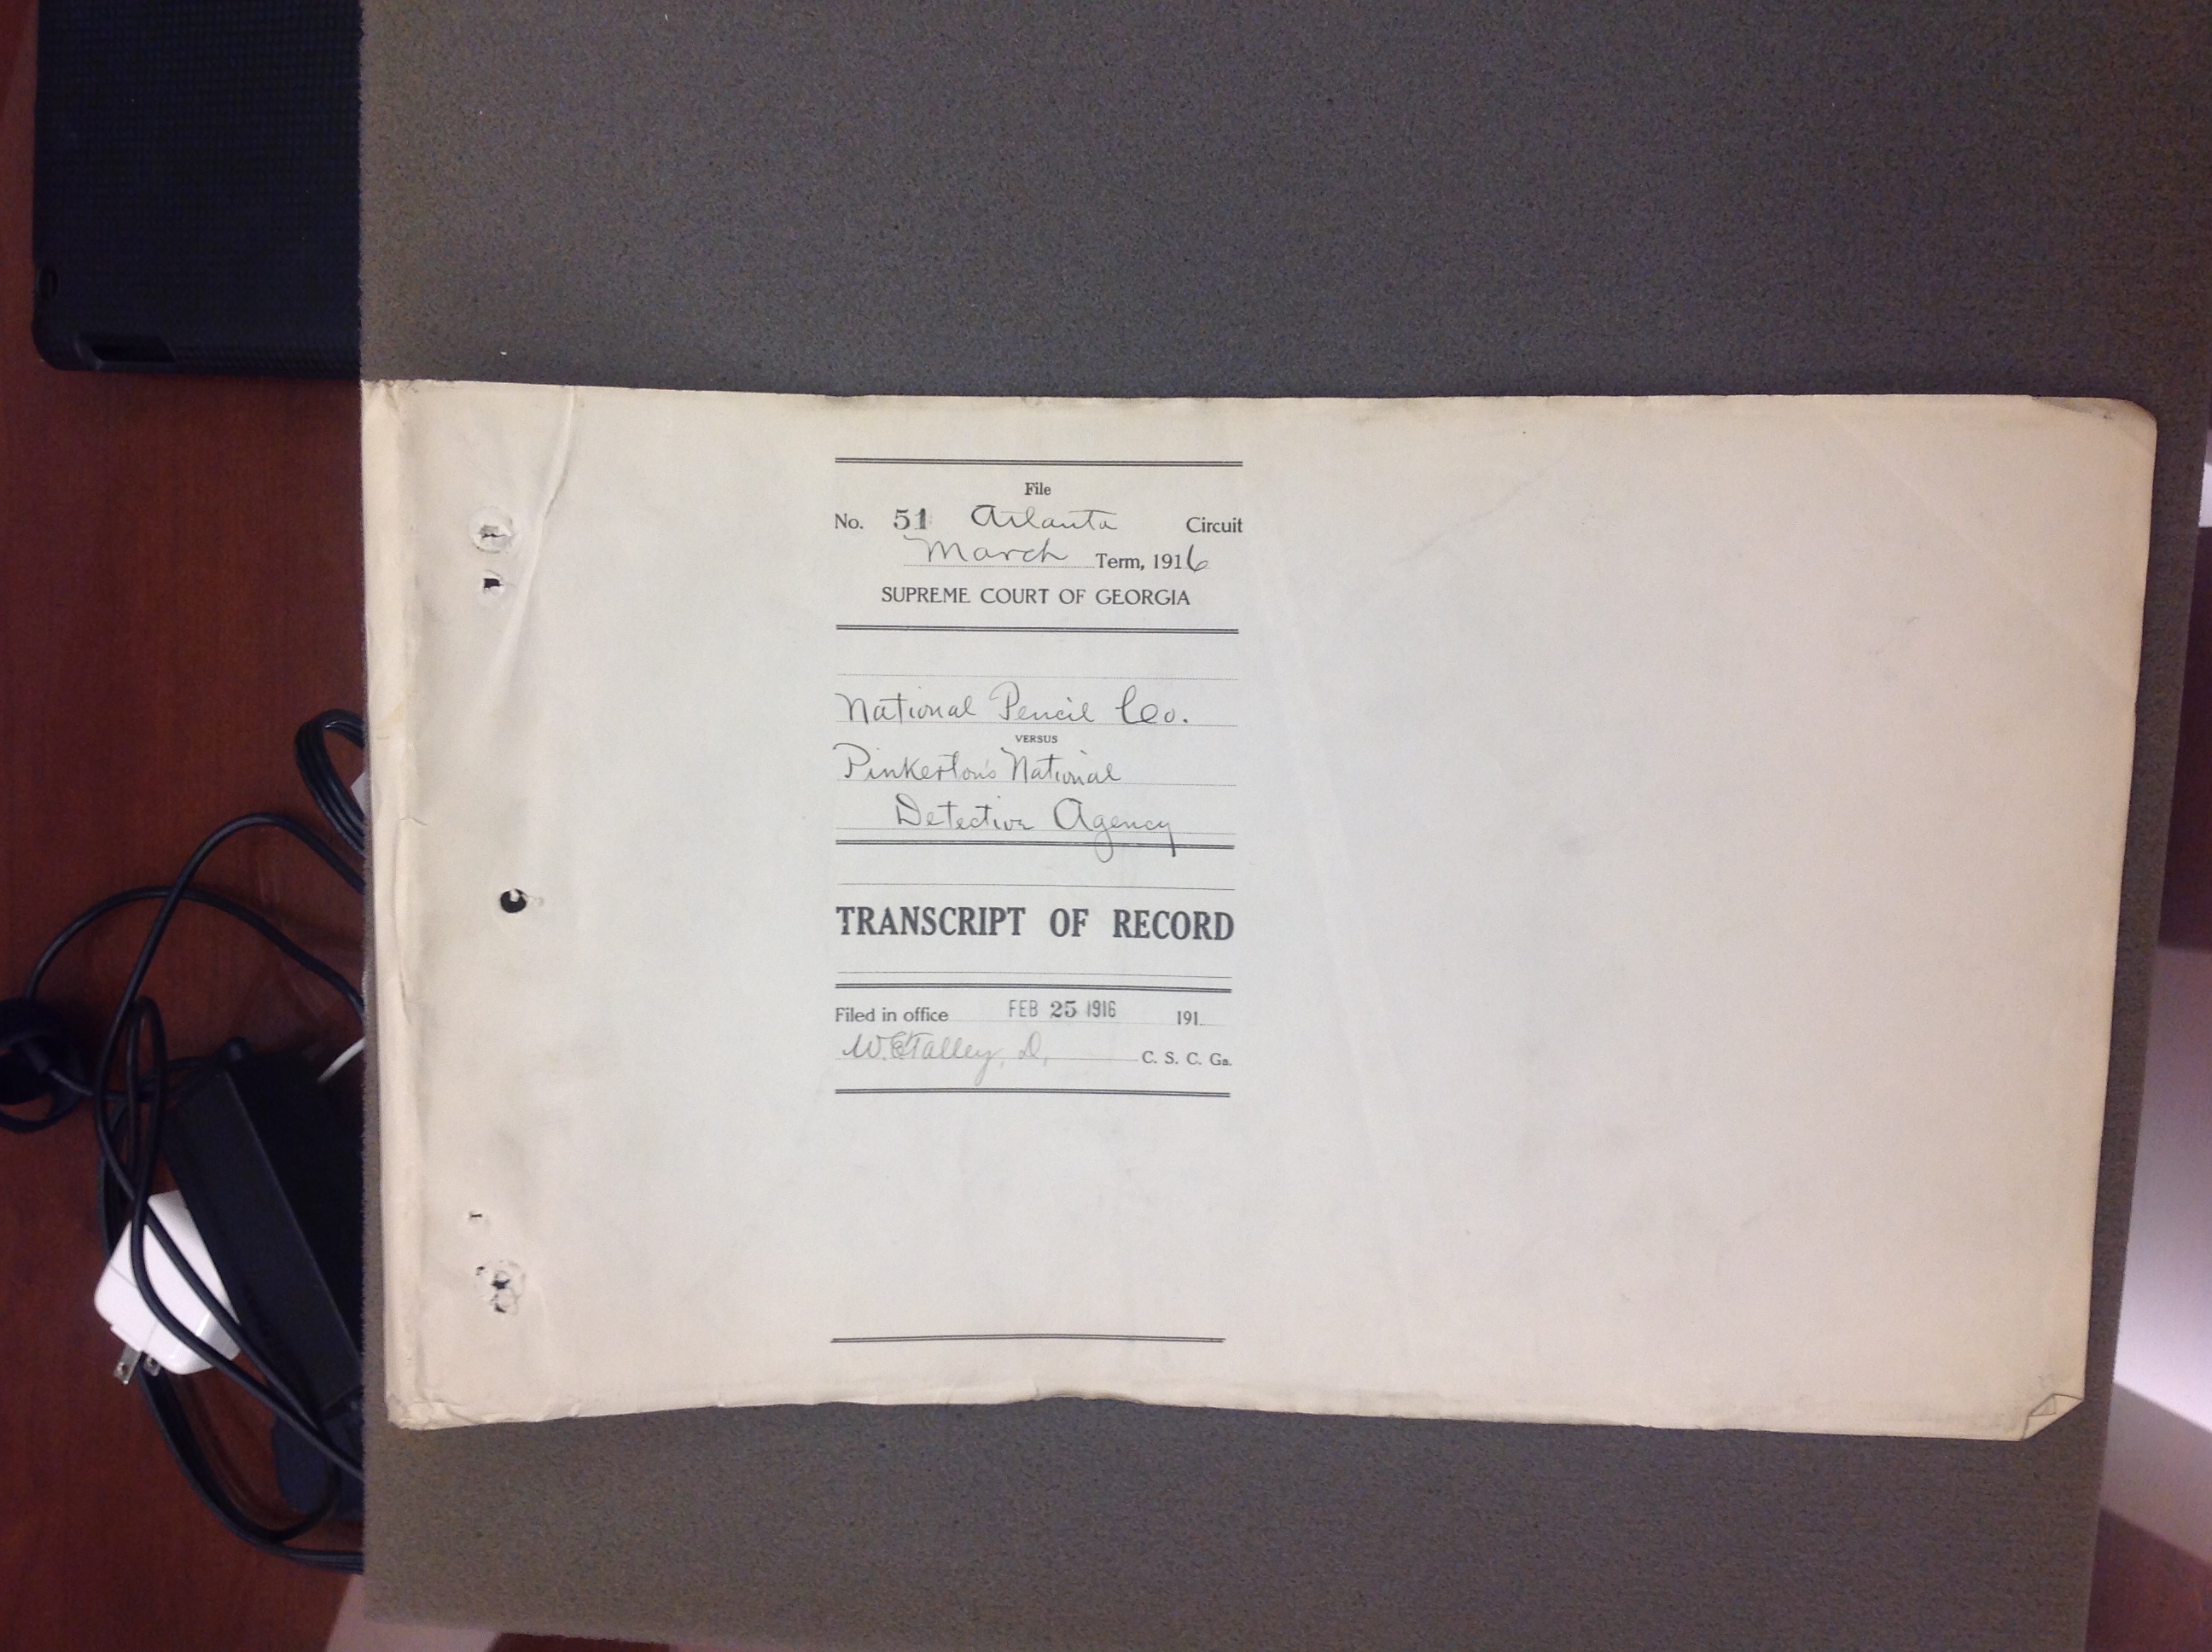 File
No. 51 Atlanta Circuit
March Term, 1916
SUPREME COURT OF GEORGIA
National Pencil Co.
VERSUS
Pinkerton's National
Detective Agency
TRANSCRIPT OF RECORD
Filed in office FEB 25 1916 191
W.E. Talley, D. C. S. C. Ga.